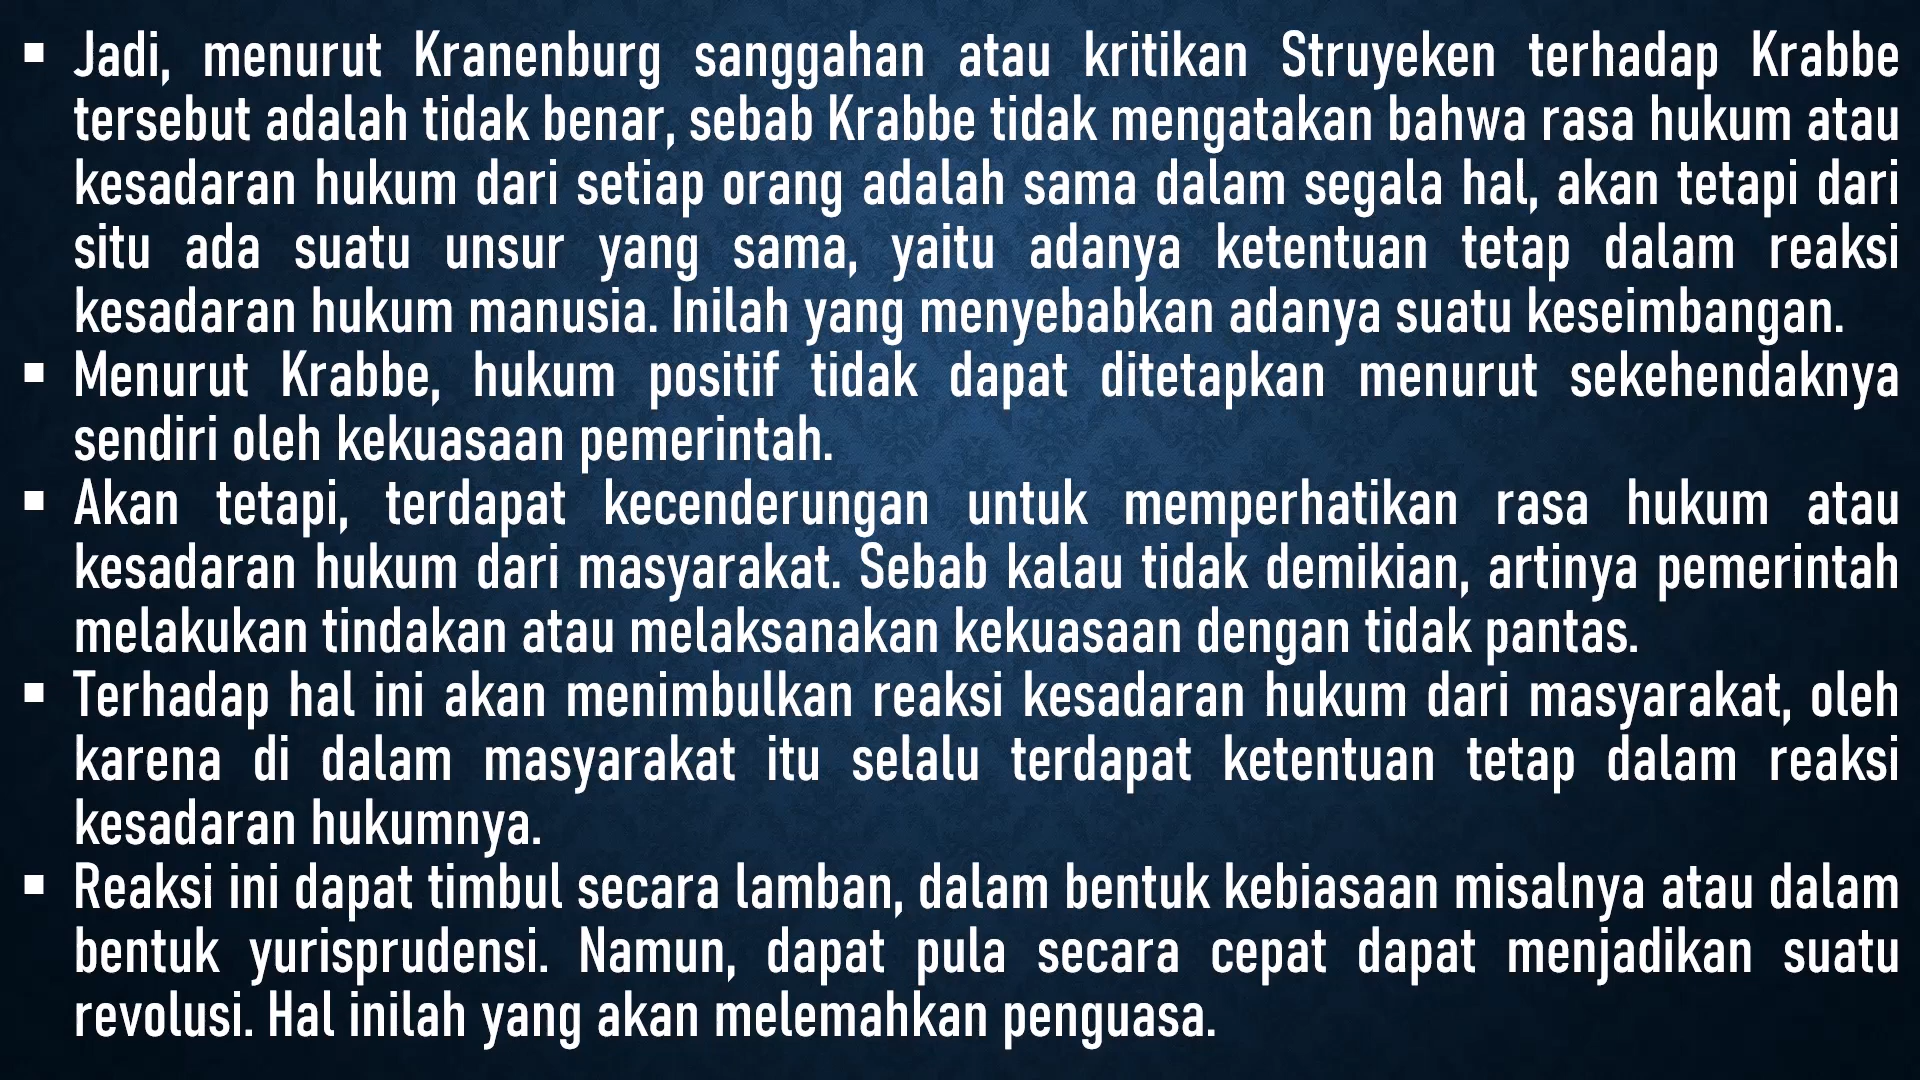 ▪ Jadi, menurut Kranenburg sanggahan atau kritikan Struyeken terhadap Krabbe
tersebut adalah tidak benar, sebab Krabbe tidak mengatakan bahwa rasa hukum atau
kesadaran hukum dari setiap orang adalah sama dalam segala hal, akan tetapi dari
situ ada suatu unsur yang sama, yaitu adanya ketentuan tetap dalam reaksi
kesadaran hukum manusia. Inilah yang menyebabkan adanya suatu keseimbangan.
▪ Menurut Krabbe, hukum positif tidak dapat ditetapkan menurut sekehendaknya
sendiri oleh kekuasaan pemerintah.
▪ Akan tetapi, terdapat kecenderungan untuk memperhatikan rasa hukum atau
kesadaran hukum dari masyarakat. Sebab kalau tidak demikian, artinya pemerintah
melakukan tindakan atau melaksanakan kekuasaan dengan tidak pantas.
▪ Terhadap hal ini akan menimbulkan reaksi kesadaran hukum dari masyarakat, oleh
karena di dalam masyarakat itu selalu terdapat ketentuan tetap dalam reaksi
kesadaran hukumnya.
▪ Reaksi ini dapat timbul secara lamban, dalam bentuk kebiasaan misalnya atau dalam
bentuk yurisprudensi. Namun, dapat pula secara cepat dapat menjadikan suatu
revolusi. Hal inilah yang akan melemahkan penguasa.